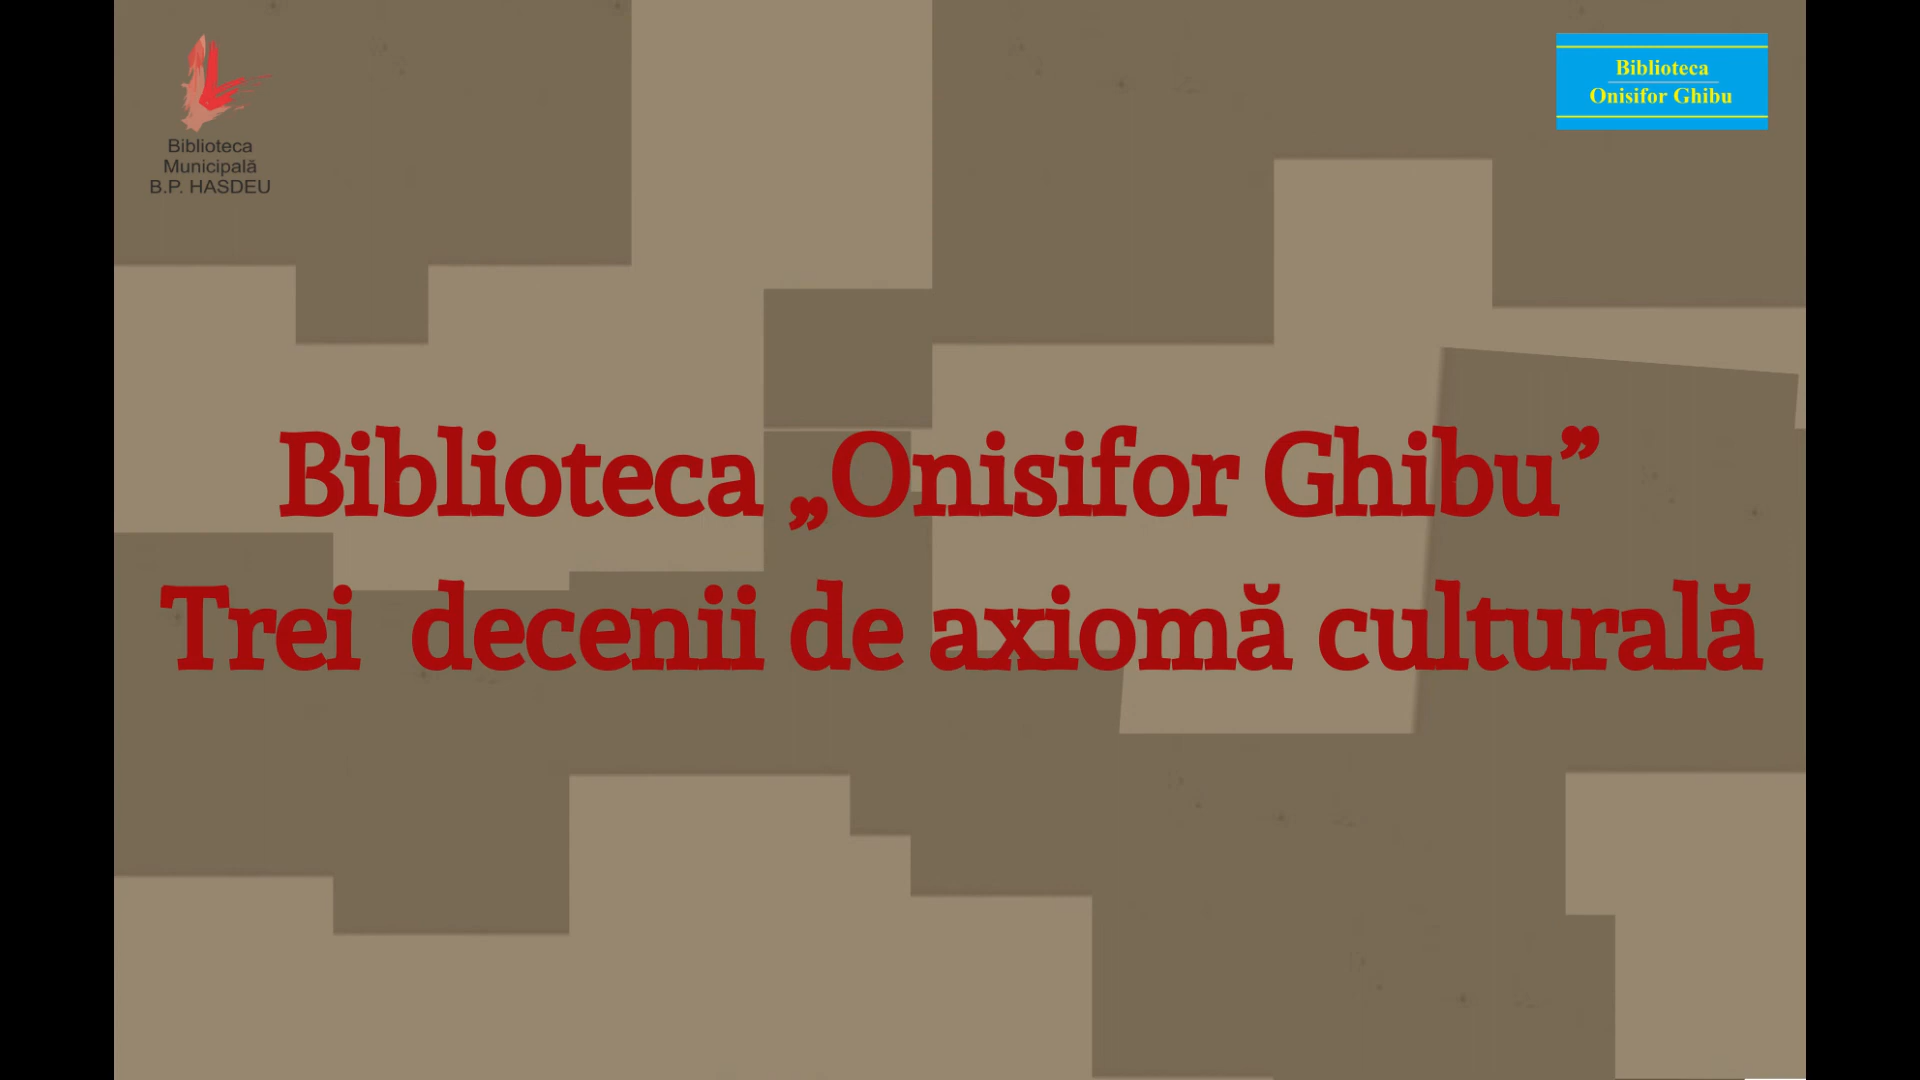 Biblioteca
Municipală
B.P. HASDEU
Biblioteca
Onisifor Ghibu
Biblioteca „Onisifor Ghibu”
Trei decenii de axiomă culturală